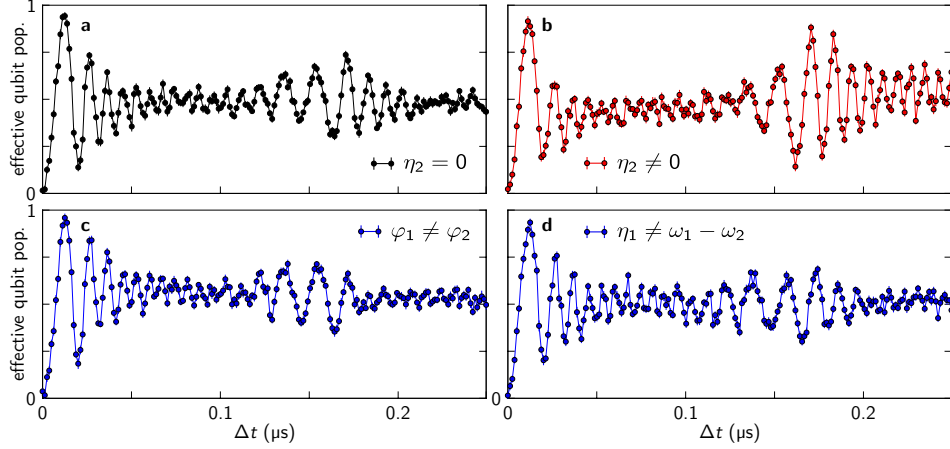 1
a
b
effective qubit pop.
η₂ = 0
η₂ ≠ 0
0
1
c
φ₁ ≠ φ₂
d
η₁ ≠ ω₁ − ω₂
effective qubit pop.
0
0
0.1
0.2
0
0.1
0.2
Δt (µs)
Δt (µs)